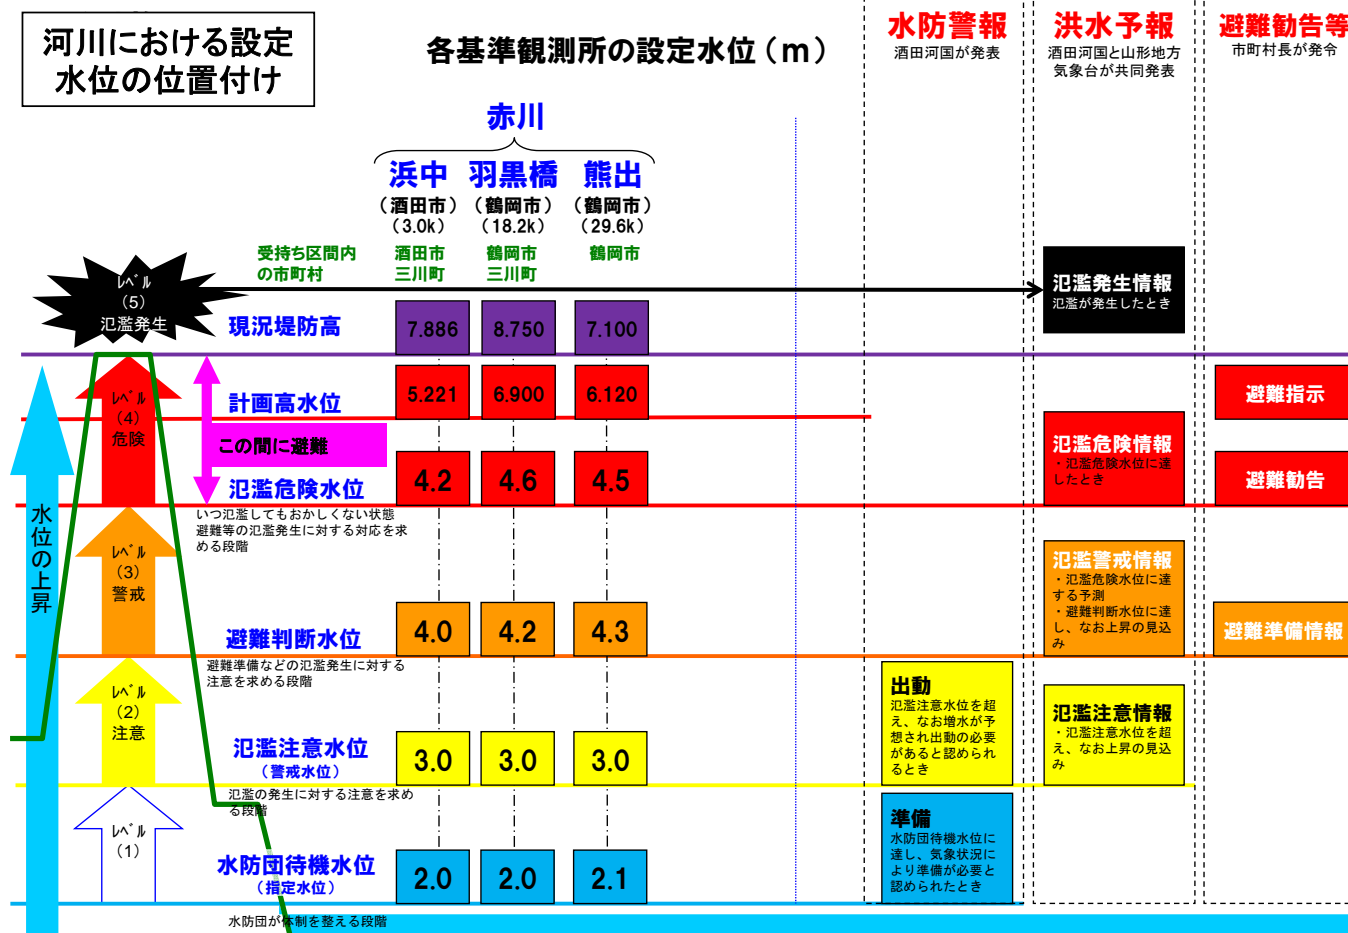 河川における設定
水位の位置付け
各基準観測所の設定水位（ｍ）
水防警報
酒田河国が発表
洪水予報
酒田河国と山形地方
気象台が共同発表
避難勧告等
市町村長が発令
赤川
浜中 羽黒橋 熊出
（酒田市） （鶴岡市） （鶴岡市）
（3.0k） （18.2k） （29.6k）
受持ち区間内
の市町村
酒田市
三川町
鶴岡市
三川町
鶴岡市
ﾚﾍﾞﾙ
（5）
氾濫発生
氾濫発生情報
氾濫が発生したとき
現況堤防高 7.886 8.750 7.100
ﾚﾍﾞﾙ
（4）
危険
計画高水位 5.221 6.900 6.120
避難指示
この間に避難
氾濫危険情報
・氾濫危険水位に達
したとき
氾濫危険水位 4.2 4.6 4.5
避難勧告
いつ氾濫してもおかしくない状態
避難等の氾濫発生に対する対応を求
める段階
水位の上昇
ﾚﾍﾞﾙ
（3）
警戒
氾濫警戒情報
・氾濫危険水位に達
する予測
・避難判断水位に達
し、なお上昇の見込
み
避難判断水位 4.0 4.2 4.3
避難準備情報
避難準備などの氾濫発生に対する
注意を求める段階
ﾚﾍﾞﾙ
（2）
注意
出動
氾濫注意水位を超
え、なお増水が予
想され出動の必要
があると認められ
るとき
氾濫注意情報
・氾濫注意水位を超
え、なお上昇の見込
み
氾濫注意水位 3.0 3.0 3.0
（警戒水位）
氾濫の発生に対する注意を求め
る段階
ﾚﾍﾞﾙ
（1）
準備
水防団待機水位に
達し、気象状況に
より準備が必要と
認められたとき
水防団待機水位 2.0 2.0 2.1
（指定水位）
水防団が体制を整える段階